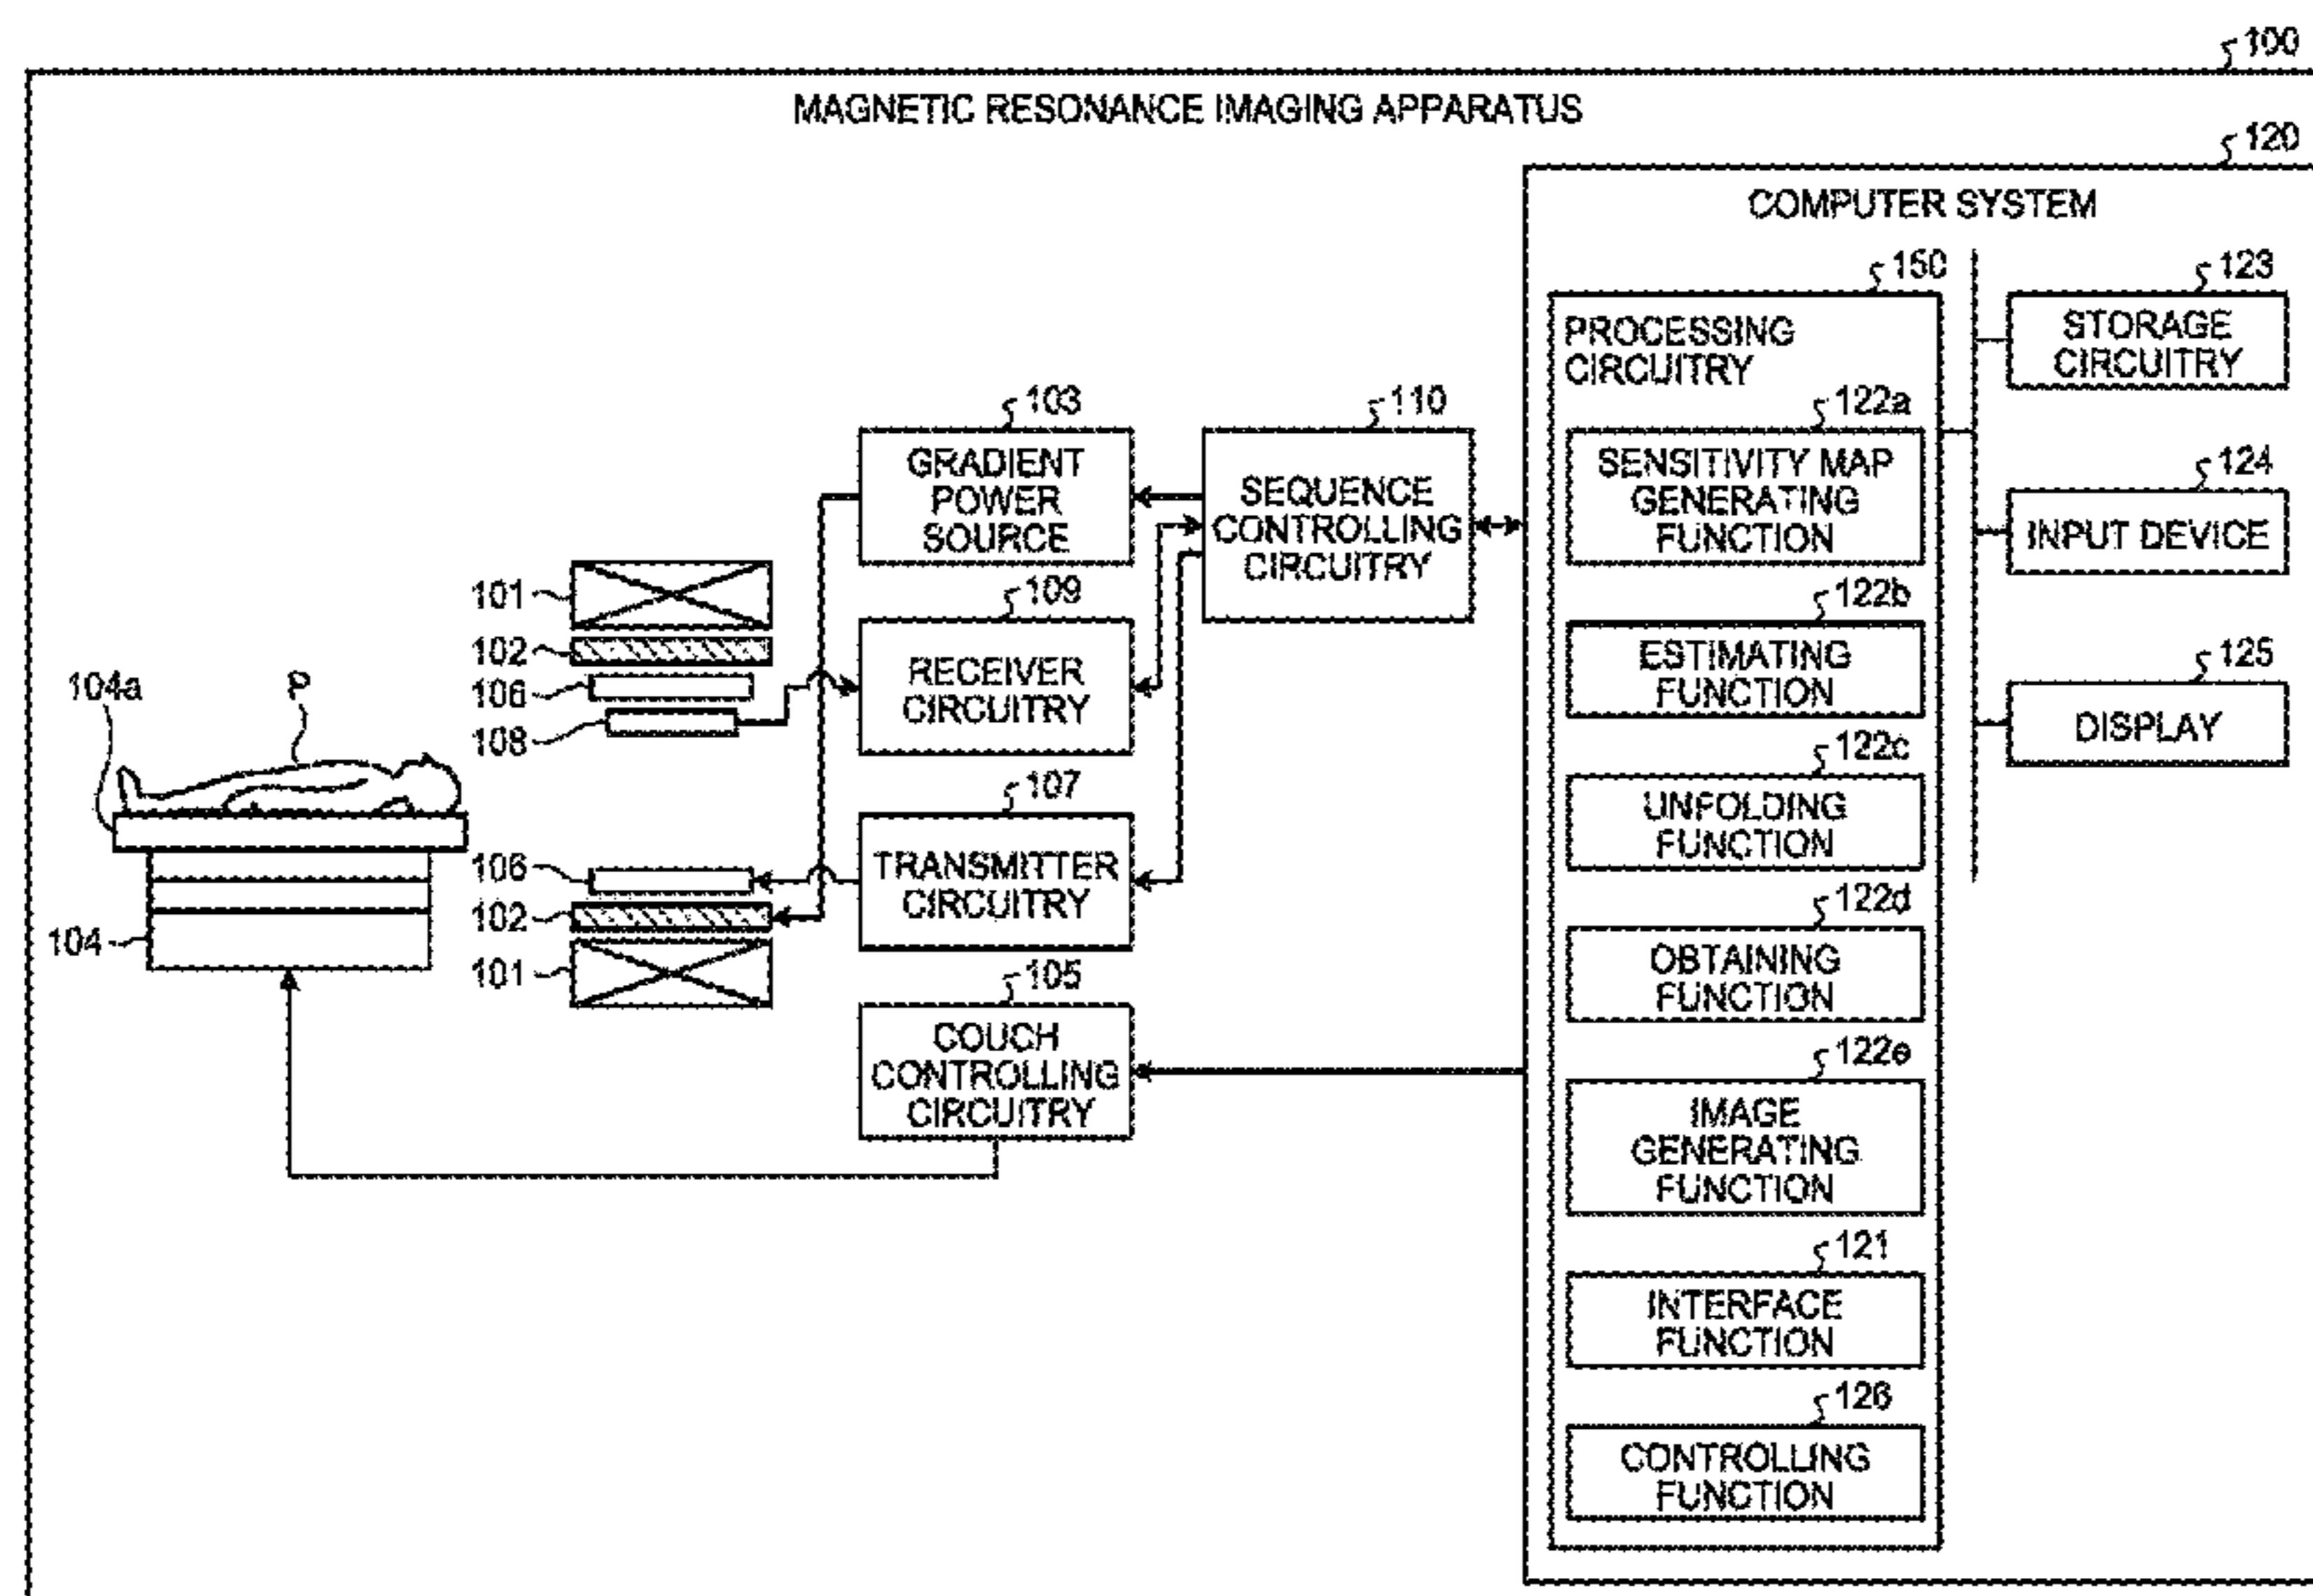 100
MAGNETIC RESONANCE IMAGING APPARATUS
120
COMPUTER SYSTEM
150
PROCESSING
CIRCUITRY
123
STORAGE
CIRCUITRY
103
GRADIENT
POWER
SOURCE
110
SEQUENCE
CONTROLLING
CIRCUITRY
122a
SENSITIVITY MAP
GENERATING
FUNCTION
124
INPUT DEVICE
101
102
106
108
109
RECEIVER
CIRCUITRY
122b
ESTIMATING
FUNCTION
125
DISPLAY
104a
P
107
TRANSMITTER
CIRCUITRY
122c
UNFOLDING
FUNCTION
106
102
101
104
122d
OBTAINING
FUNCTION
105
COUCH
CONTROLLING
CIRCUITRY
122e
IMAGE
GENERATING
FUNCTION
121
INTERFACE
FUNCTION
126
CONTROLLING
FUNCTION